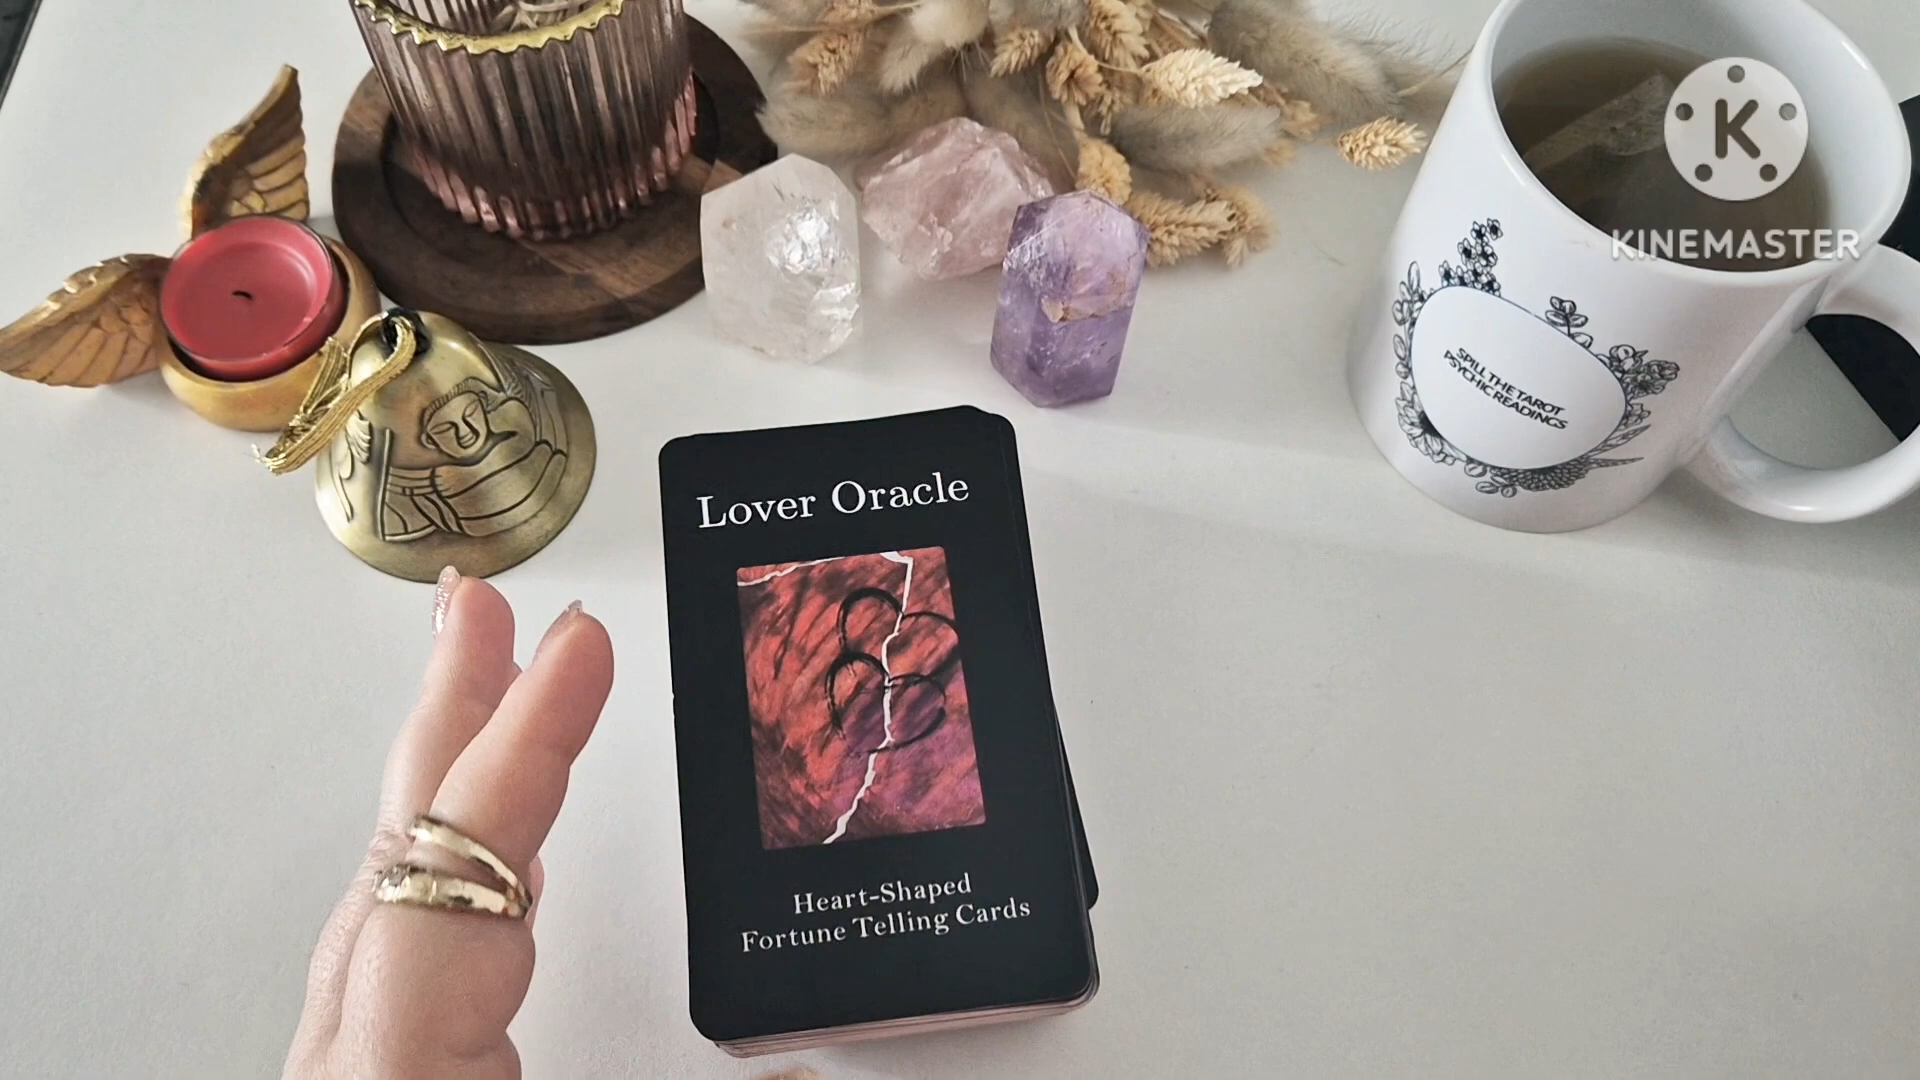 K
KINEMASTER
SPILL THE TAROT
PSYCHIC READINGS
Lover Oracle
Heart-Shaped
Fortune Telling Cards